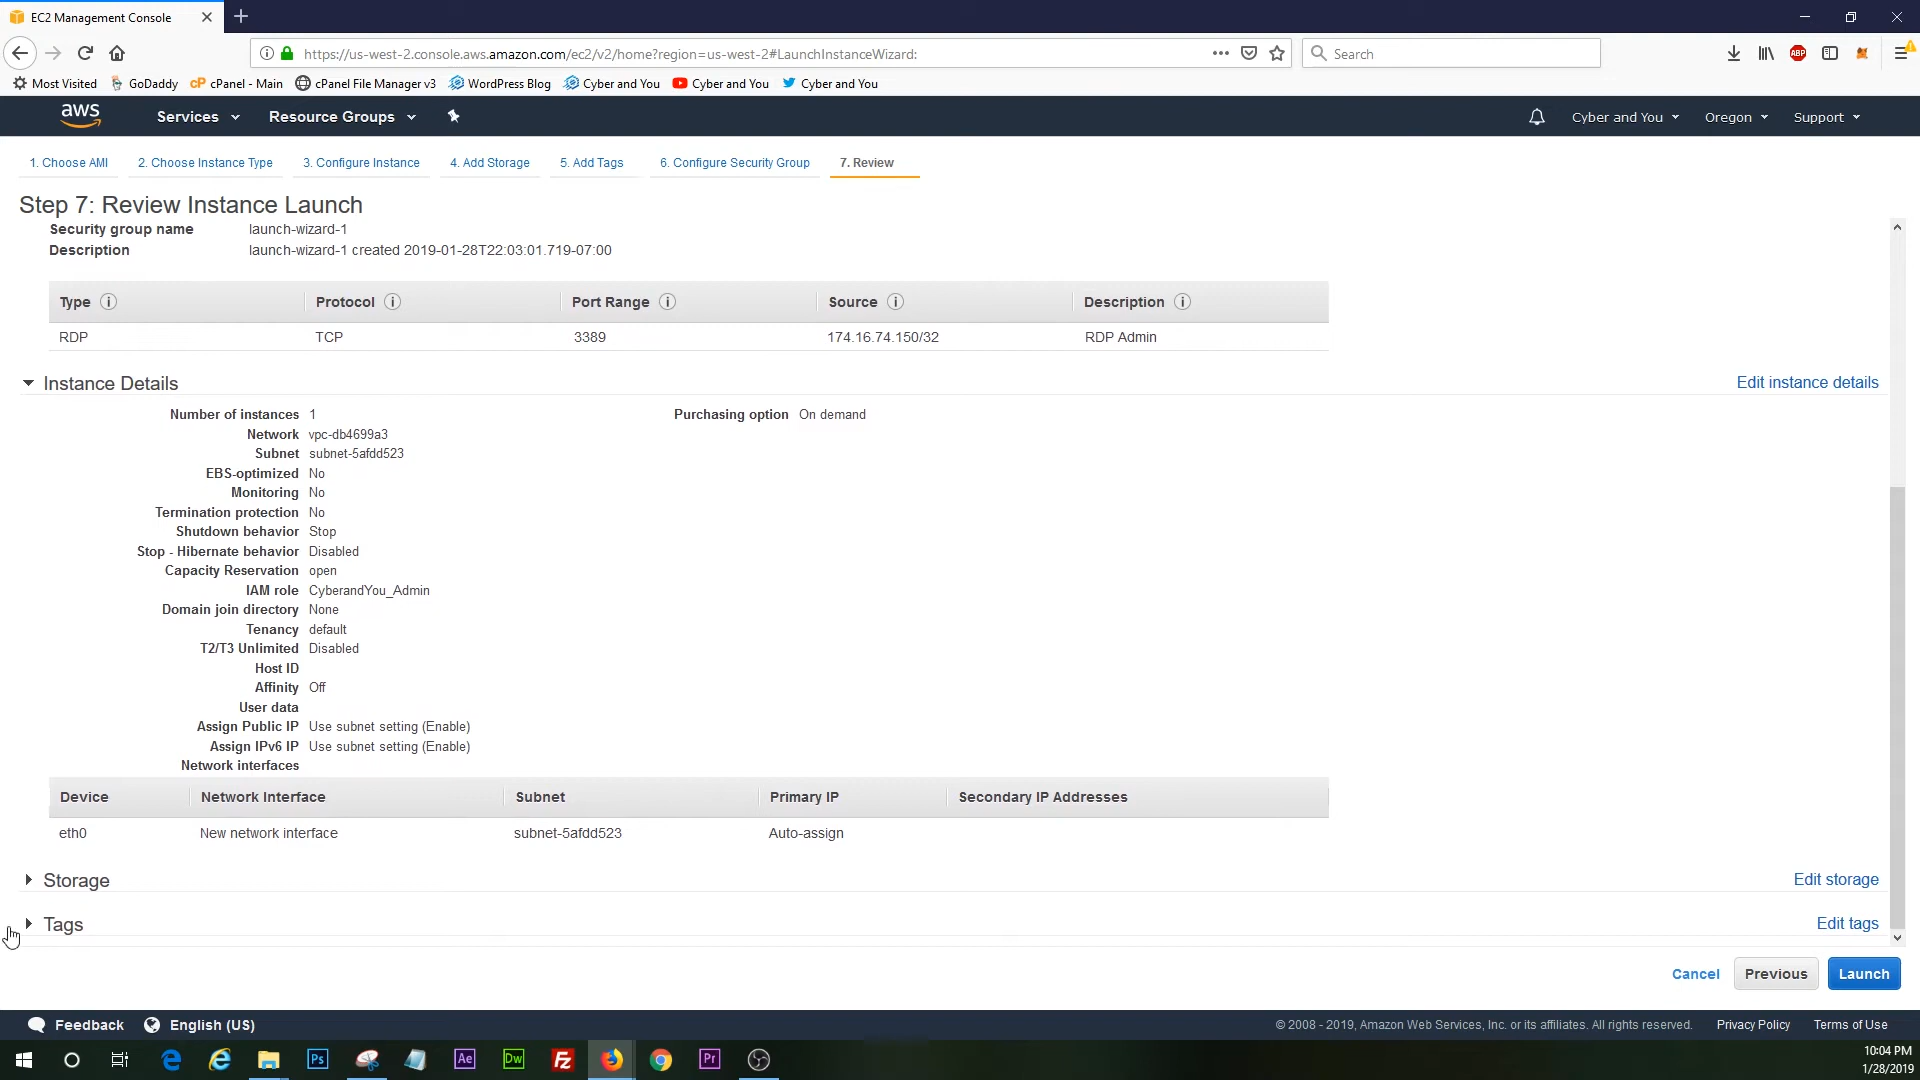 EC2 Management Console
https://us-west-2.console.aws.amazon.com/ec2/v2/home?region=us-west-2#LaunchInstanceWizard:
Search
ABP
Most Visited
GoDaddy
cP cPanel - Main
cPanel File Manager v3
WordPress Blog
Cyber and You
Cyber and You
Cyber and You
aws
Services
Resource Groups
Cyber and You
Oregon
Support
1. Choose AMI
2. Choose Instance Type
3. Configure Instance
4. Add Storage
5. Add Tags
6. Configure Security Group
7. Review
Step 7: Review Instance Launch
Security group name launch-wizard-1
Description launch-wizard-1 created 2019-01-28T22:03:01.719-07:00
Type i Protocol i Port Range i Source i Description i
RDP TCP 3389 174.16.74.150/32 RDP Admin
Instance Details
Edit instance details
Number of instances 1
Purchasing option On demand
Network vpc-db4699a3
Subnet subnet-5afdd523
EBS-optimized No
Monitoring No
Termination protection No
Shutdown behavior Stop
Stop - Hibernate behavior Disabled
Capacity Reservation open
IAM role CyberandYou_Admin
Domain join directory None
Tenancy default
T2/T3 Unlimited Disabled
Host ID
Affinity Off
User data
Assign Public IP Use subnet setting (Enable)
Assign IPv6 IP Use subnet setting (Enable)
Network interfaces
Device Network Interface Subnet Primary IP Secondary IP Addresses
eth0 New network interface subnet-5afdd523 Auto-assign
Storage
Edit storage
Tags
Edit tags
Cancel
Previous
Launch
Feedback
English (US)
© 2008 - 2019, Amazon Web Services, Inc. or its affiliates. All rights reserved.
Privacy Policy
Terms of Use
Ps
Ae
Dw
Fz
Pr
10:04 PM
1/28/2019